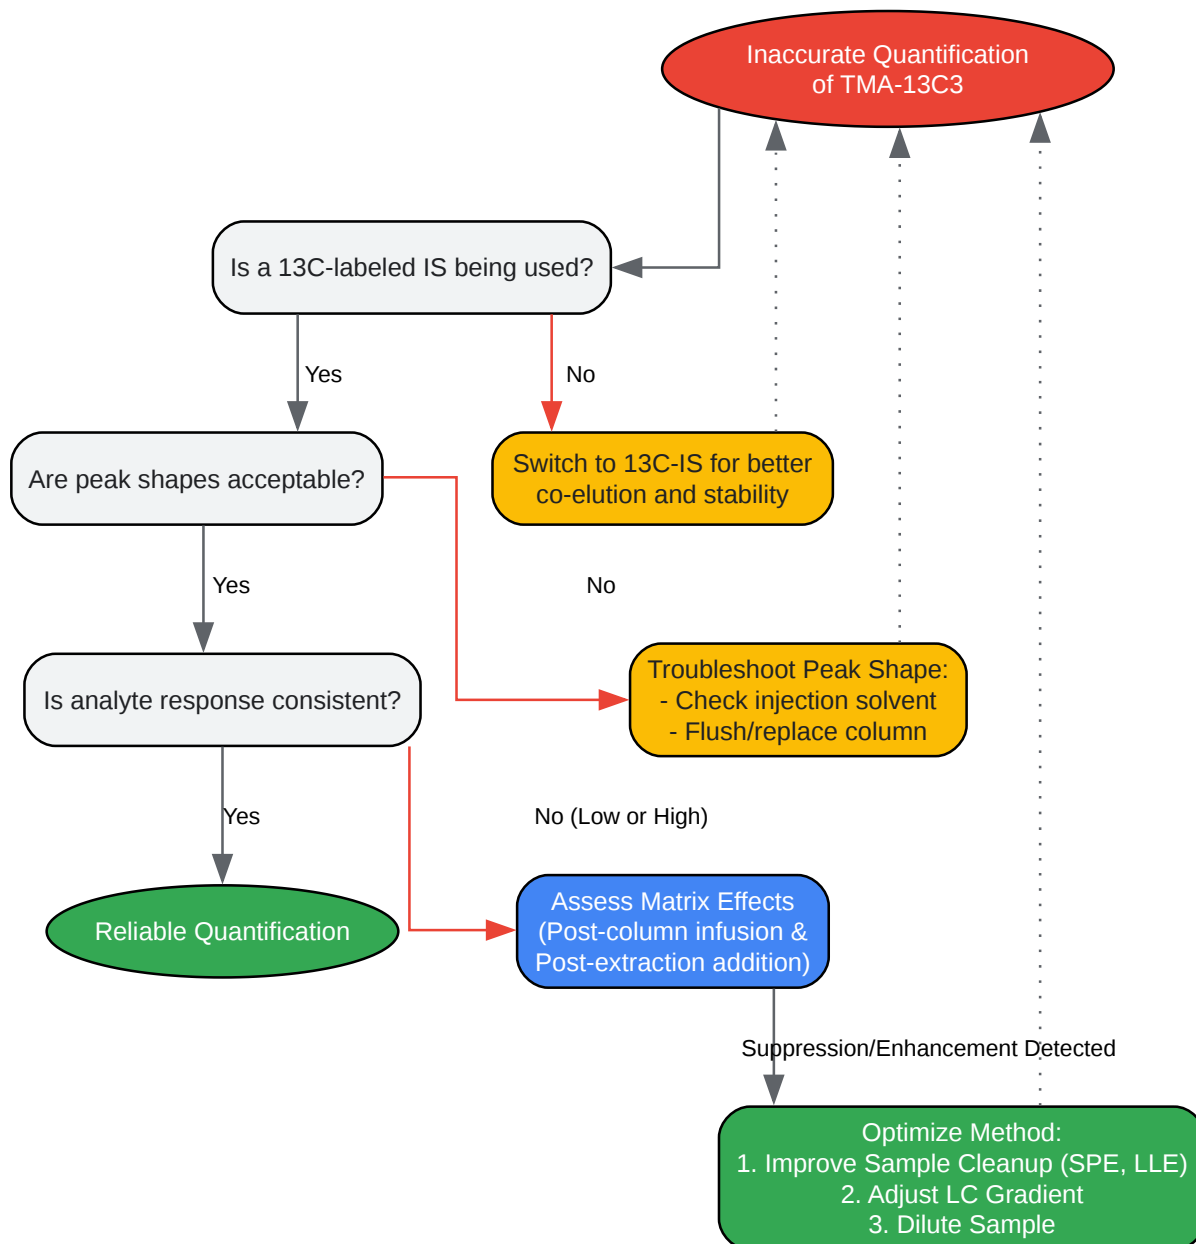 Inaccurate Quantification
of TMA-13C3
Is a 13C-labeled IS being used?
Yes
No
Are peak shapes acceptable?
Switch to 13C-IS for better
co-elution and stability
Yes
No
Is analyte response consistent?
Troubleshoot Peak Shape:
- Check injection solvent
- Flush/replace column
Yes
No (Low or High)
Reliable Quantification
Assess Matrix Effects
(Post-column infusion &
Post-extraction addition)
Suppression/Enhancement Detected
Optimize Method:
1. Improve Sample Cleanup (SPE, LLE)
2. Adjust LC Gradient
3. Dilute Sample